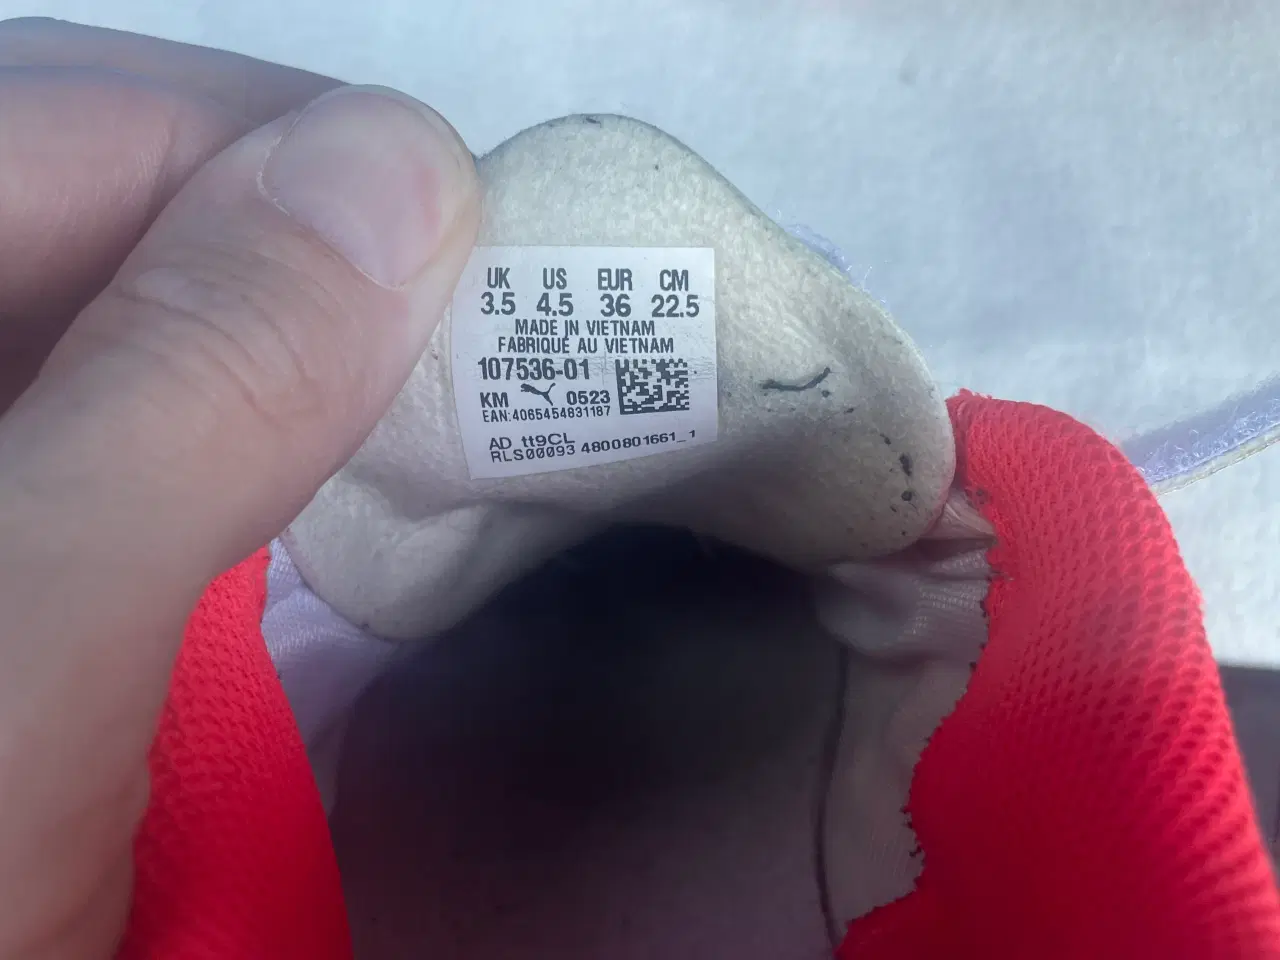 UK US EUR CM
3.5 4.5 36 22.5
MADE IN VIETNAM
FABRIQUÉ AU VIETNAM
107536-01
KM 0523
EAN:4065454831187
AD tt9CL
RLS00093 4800801661_1